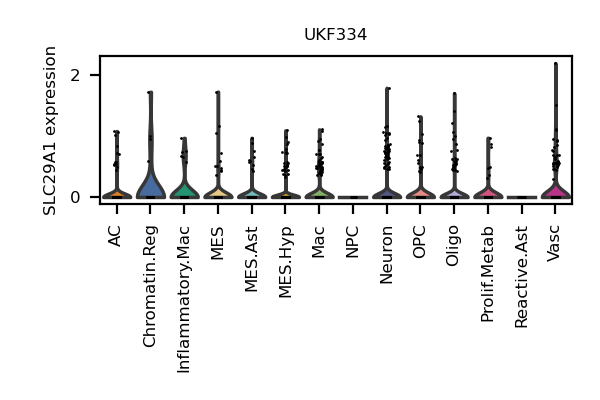 UKF334
SLC29A1 expression
2
0
AC
Chromatin.Reg
Inflammatory.Mac
MES
MES.Ast
MES.Hyp
Mac
NPC
Neuron
OPC
Oligo
Prolif.Metab
Reactive.Ast
Vasc